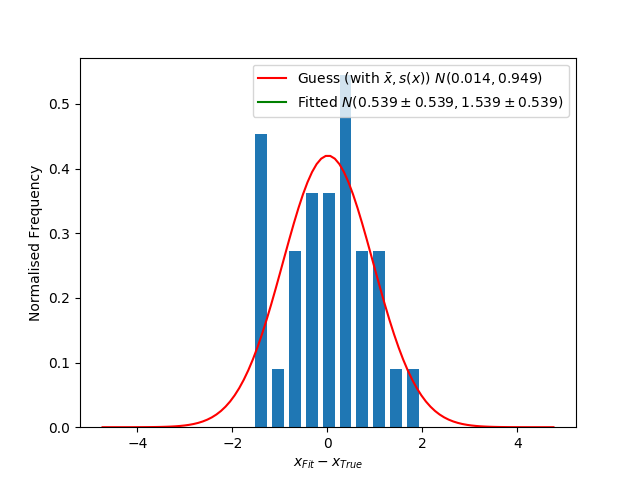 Guess (with x̄, s(x)) N(0.014, 0.949)
Fitted N(0.539 ± 0.539, 1.539 ± 0.539)
Normalised Frequency
0.5
0.4
0.3
0.2
0.1
0.0
−4 −2 0 2 4
x_Fit − x_True